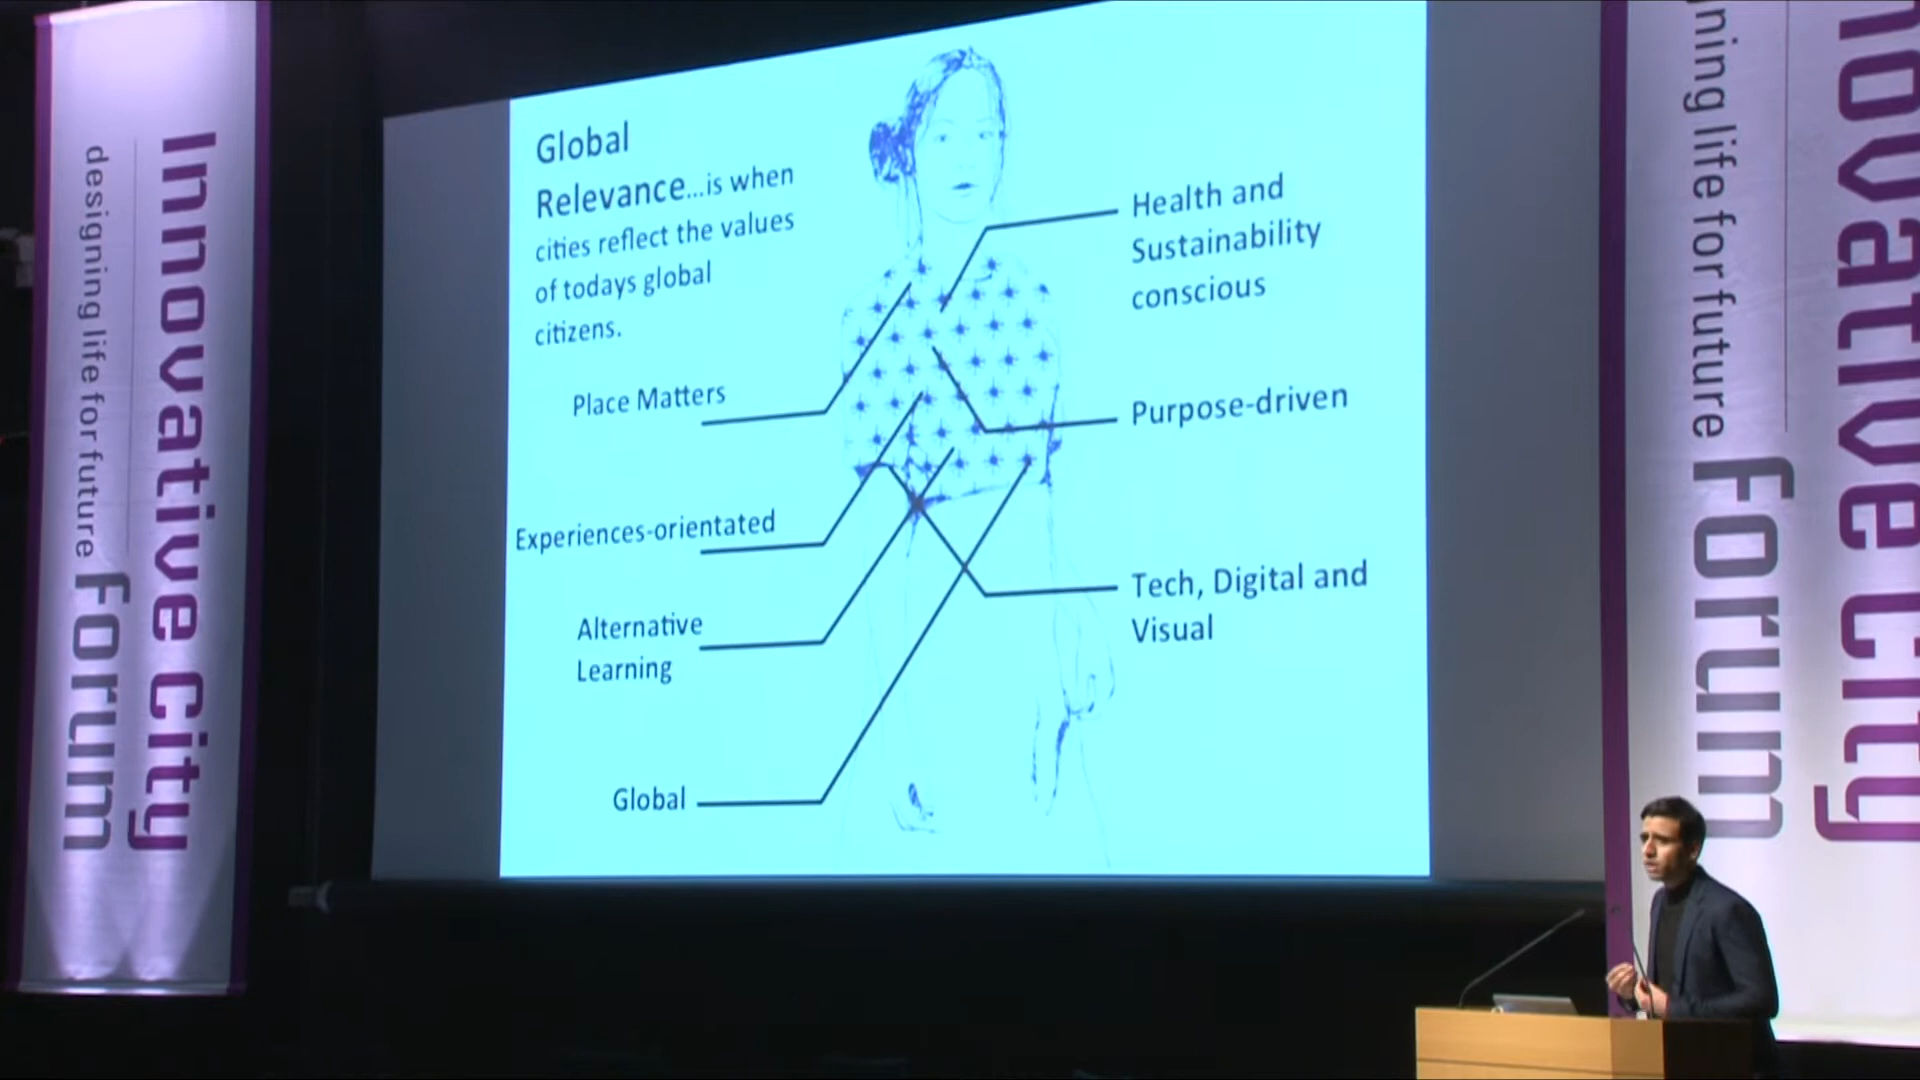 Innovative City
designing life for future Forum
Global
Relevance...is when
cities reflect the values
of todays global
citizens.
Place Matters
Experiences-orientated
Alternative
Learning
Global
Health and
Sustainability
conscious
Purpose-driven
Tech, Digital and
Visual
ning life for future Forum
novative City